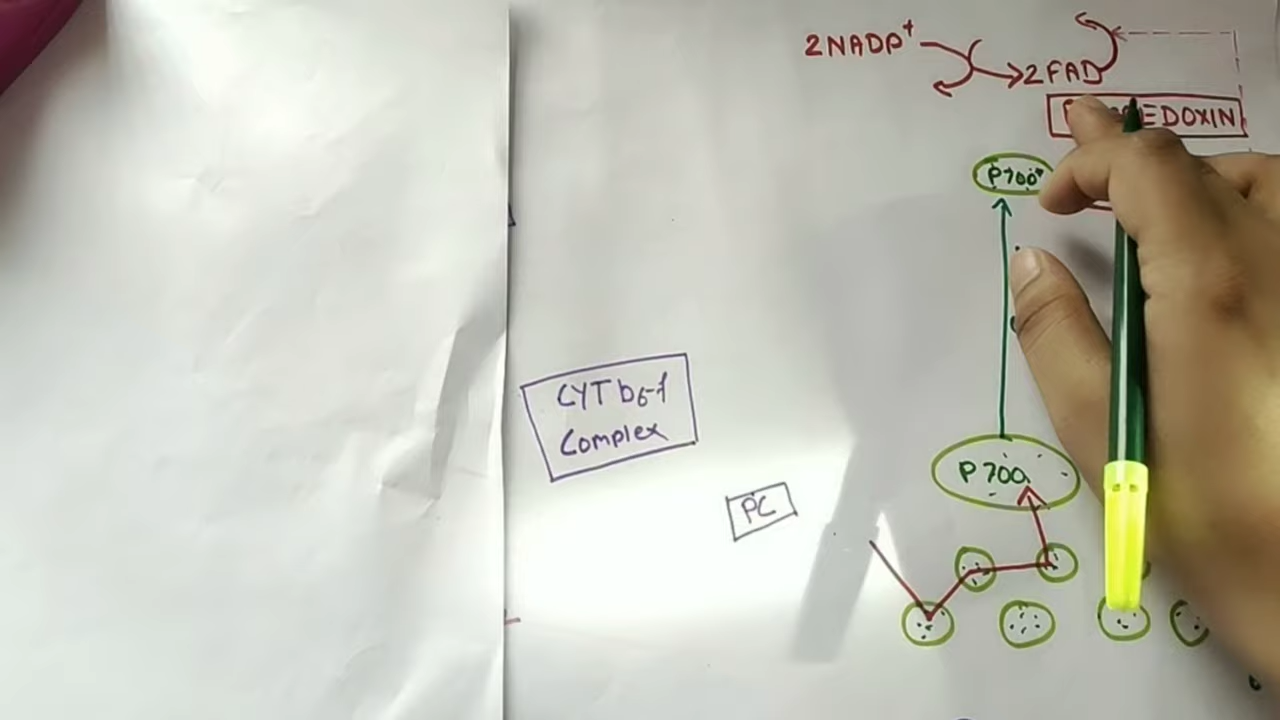 2NADP+
2FAD
EDOXIN
P700*
CYT b6-f
Complex
P700
PC